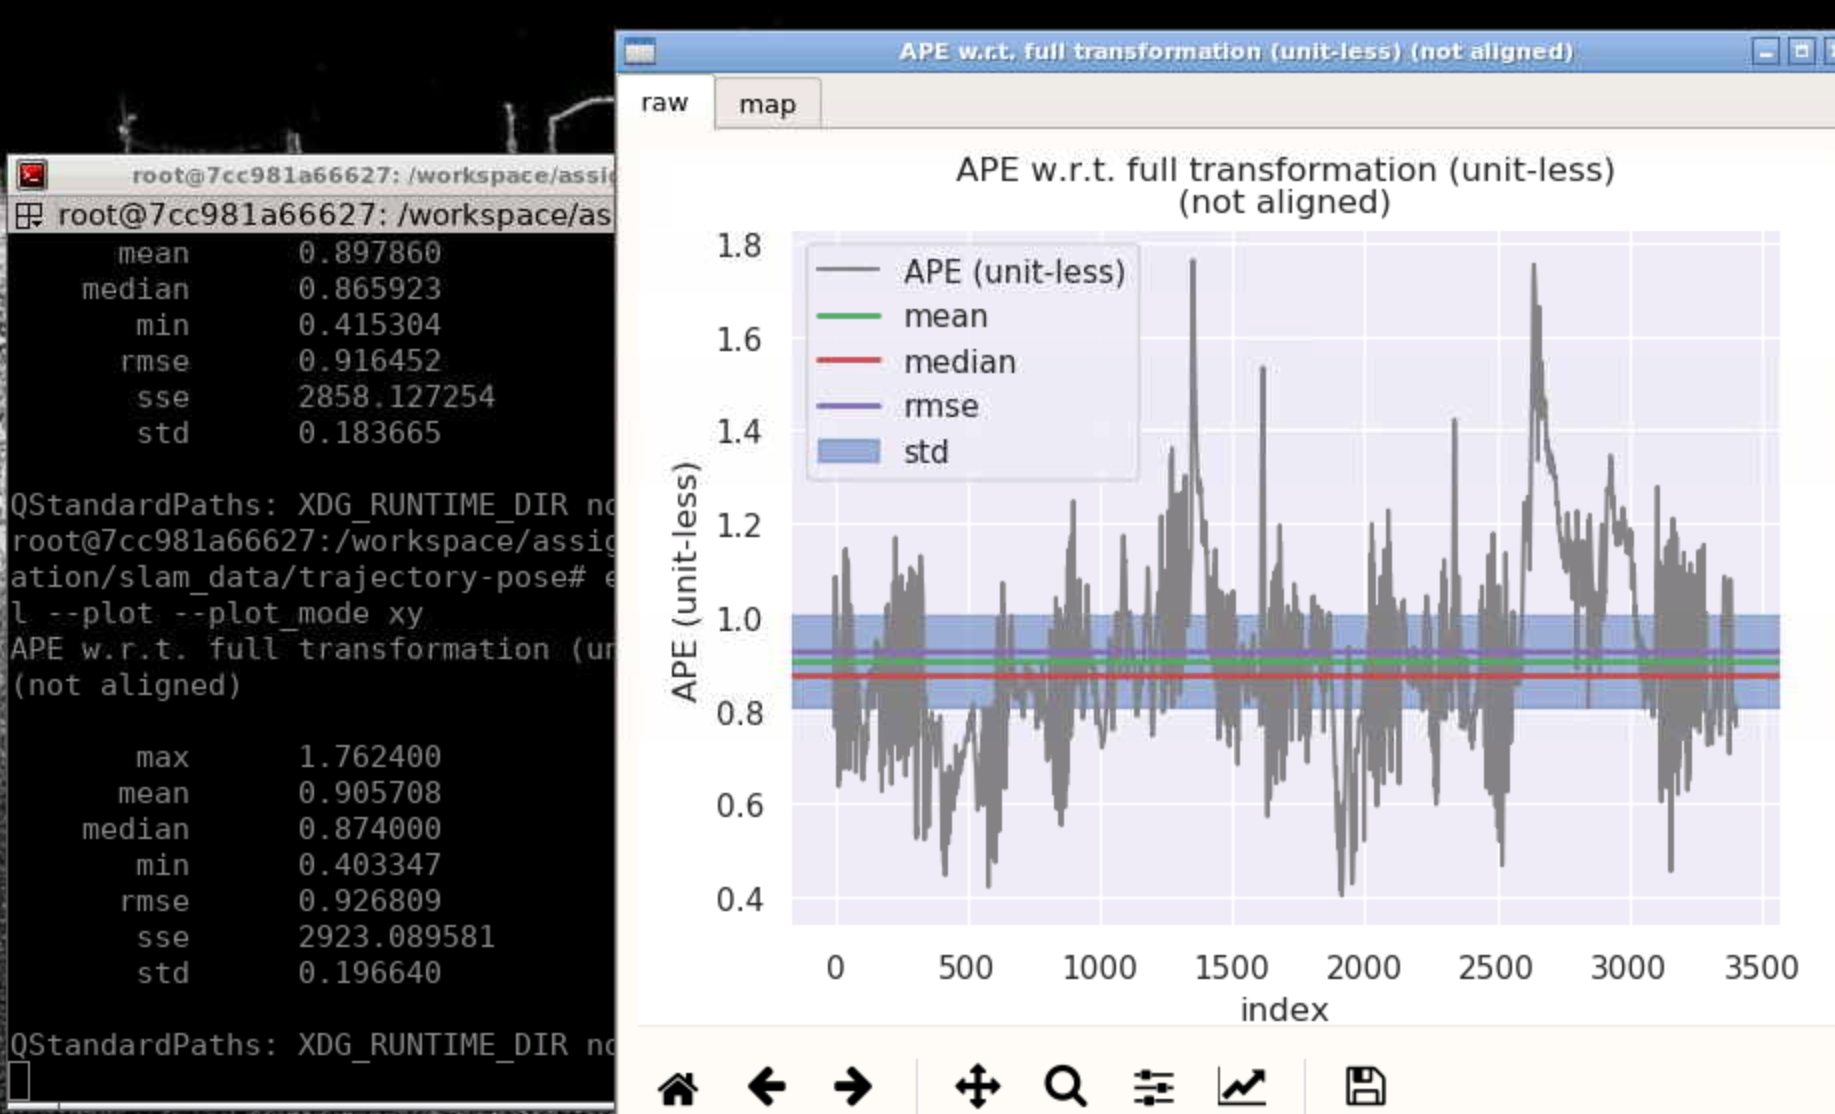 root@7cc981a66627: /workspace/assig
root@7cc981a66627: /workspace/as
mean 0.897860
median 0.865923
min 0.415304
rmse 0.916452
sse 2858.127254
std 0.183665
QStandardPaths: XDG_RUNTIME_DIR no
root@7cc981a66627:/workspace/assig
ation/slam_data/trajectory-pose# e
l --plot --plot_mode xy
APE w.r.t. full transformation (un
(not aligned)
max 1.762400
mean 0.905708
median 0.874000
min 0.403347
rmse 0.926809
sse 2923.089581
std 0.196640
QStandardPaths: XDG_RUNTIME_DIR no
APE w.r.t. full transformation (unit-less) (not aligned)
raw map
APE w.r.t. full transformation (unit-less)
(not aligned)
APE (unit-less)
mean
median
rmse
std
APE (unit-less)
1.8
1.6
1.4
1.2
1.0
0.8
0.6
0.4
0 500 1000 1500 2000 2500 3000 3500
index